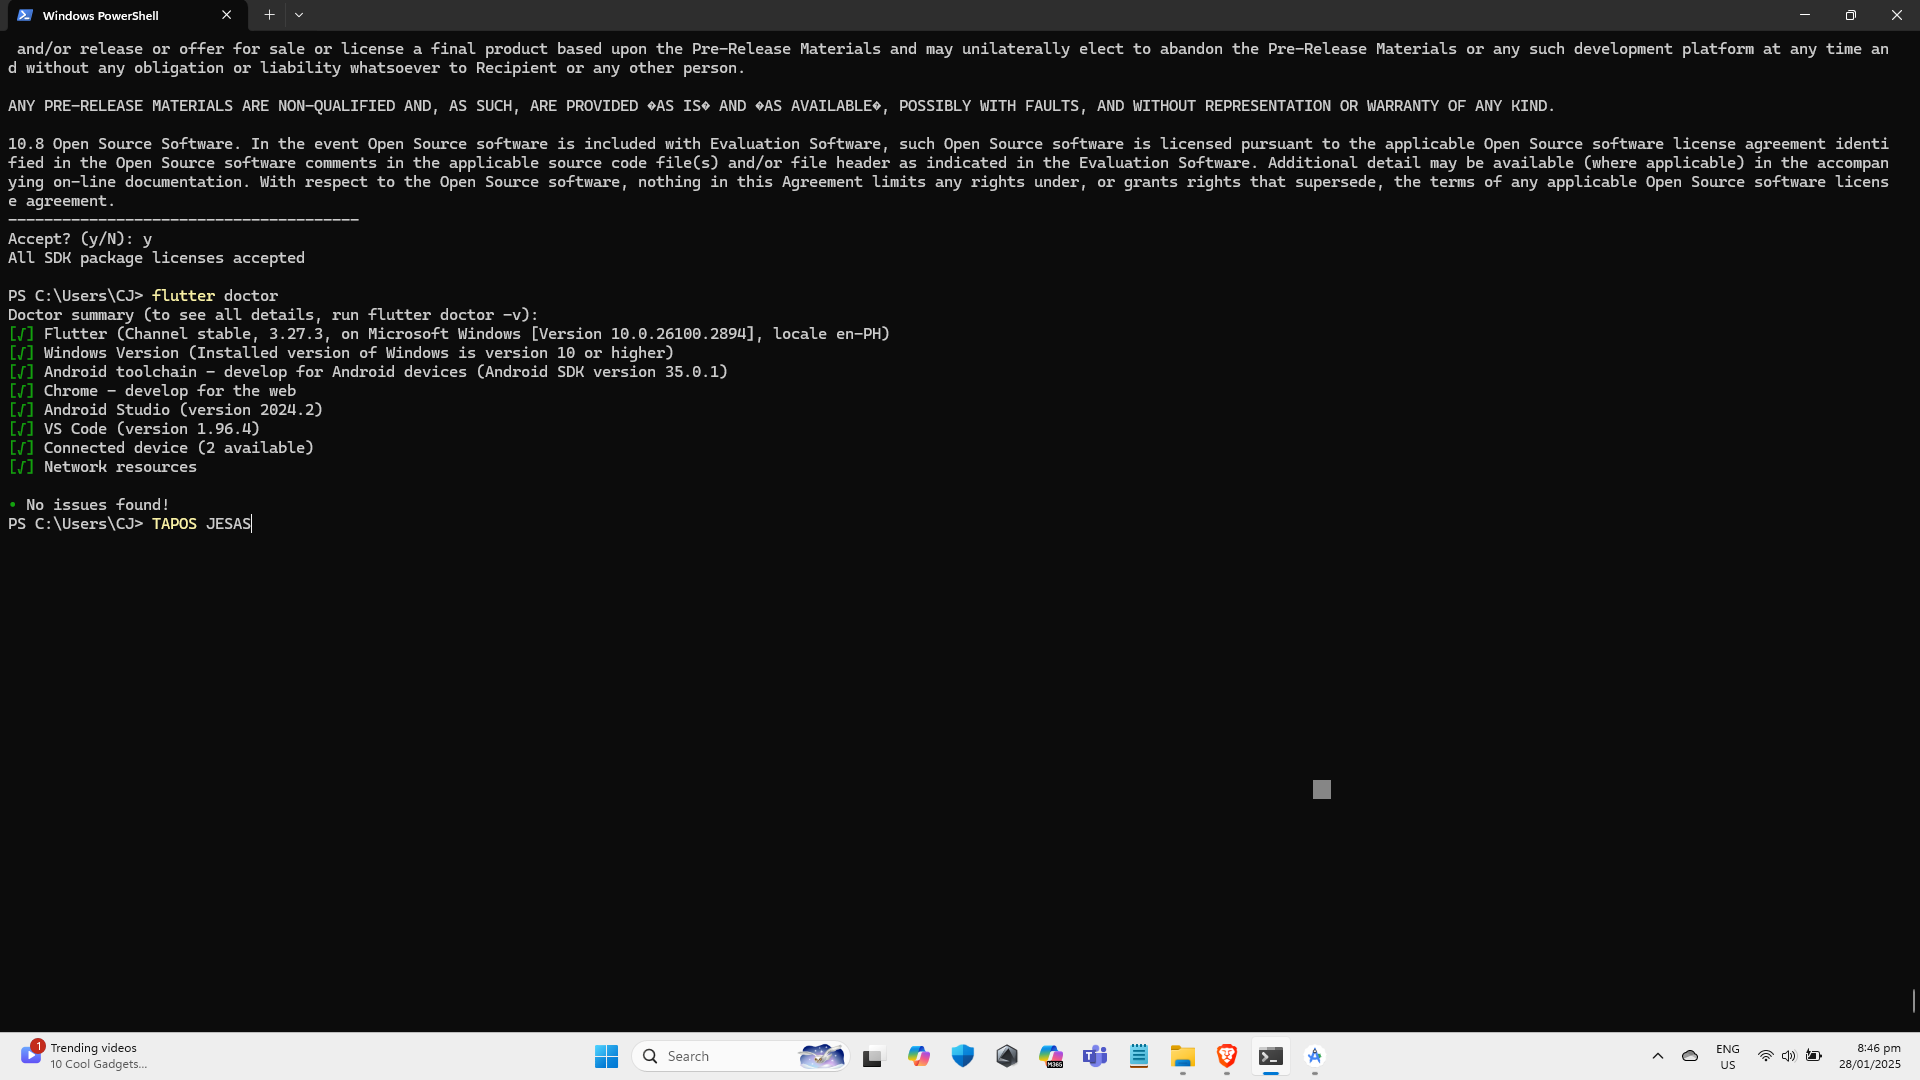 Windows PowerShell
 and/or release or offer for sale or license a final product based upon the Pre-Release Materials and may unilaterally elect to abandon the Pre-Release Materials or any such development platform at any time an
d without any obligation or liability whatsoever to Recipient or any other person.
ANY PRE-RELEASE MATERIALS ARE NON-QUALIFIED AND, AS SUCH, ARE PROVIDED �AS IS� AND �AS AVAILABLE�, POSSIBLY WITH FAULTS, AND WITHOUT REPRESENTATION OR WARRANTY OF ANY KIND.
10.8 Open Source Software. In the event Open Source software is included with Evaluation Software, such Open Source software is licensed pursuant to the applicable Open Source software license agreement identi
fied in the Open Source software comments in the applicable source code file(s) and/or file header as indicated in the Evaluation Software. Additional detail may be available (where applicable) in the accompan
ying on-line documentation. With respect to the Open Source software, nothing in this Agreement limits any rights under, or grants rights that supersede, the terms of any applicable Open Source software licens
e agreement.
---------------------------------------
Accept? (y/N): y
All SDK package licenses accepted
PS C:\Users\CJ> flutter doctor
Doctor summary (to see all details, run flutter doctor -v):
[√] Flutter (Channel stable, 3.27.3, on Microsoft Windows [Version 10.0.26100.2894], locale en-PH)
[√] Windows Version (Installed version of Windows is version 10 or higher)
[√] Android toolchain - develop for Android devices (Android SDK version 35.0.1)
[√] Chrome - develop for the web
[√] Android Studio (version 2024.2)
[√] VS Code (version 1.96.4)
[√] Connected device (2 available)
[√] Network resources
• No issues found!
PS C:\Users\CJ> TAPOS JESAS
1
Trending videos
10 Cool Gadgets...
Search
M365
ENG
US
8:46 pm
28/01/2025